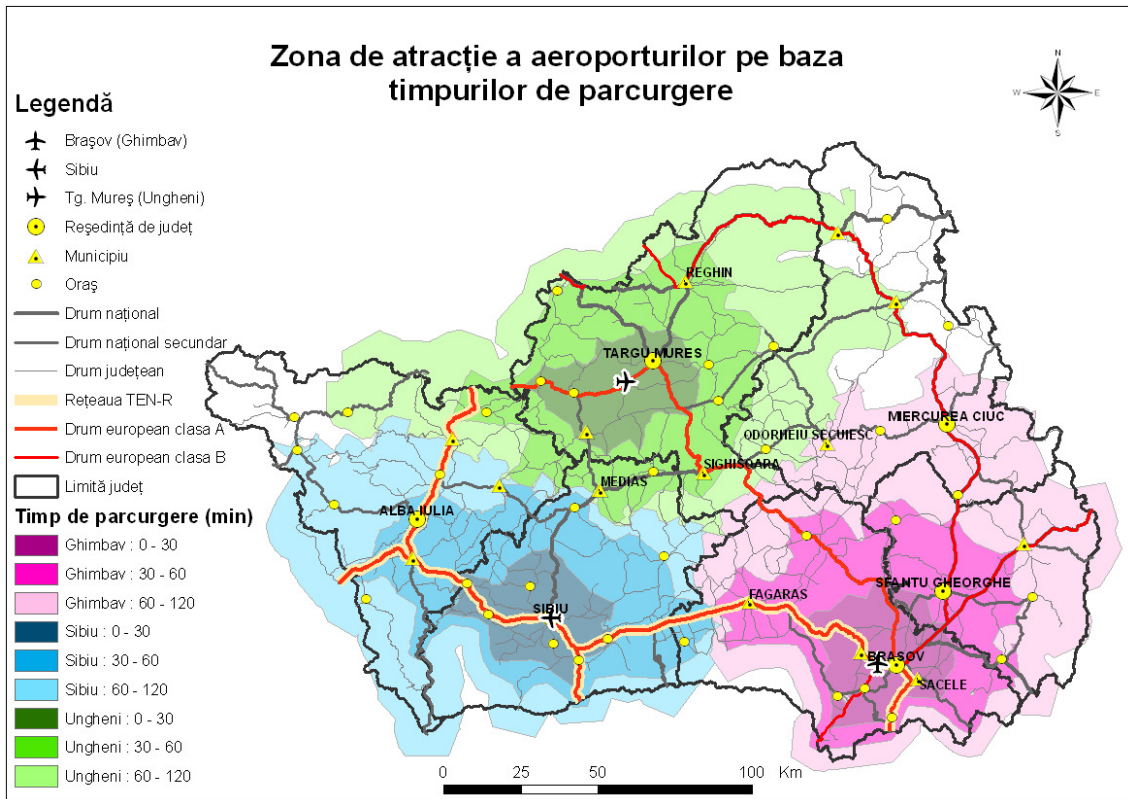 Zona de atracție a aeroporturilor pe baza
timpurilor de parcurgere
N
W
E
S
Legendă
Brașov (Ghimbav)
Sibiu
Tg. Mureș (Ungheni)
Reședință de județ
Municipiu
Oraș
Drum național
Drum național secundar
Drum județean
Rețeaua TEN-R
Drum european clasa A
Drum european clasa B
Limită județ
Timp de parcurgere (min)
Ghimbav : 0 - 30
Ghimbav : 30 - 60
Ghimbav : 60 - 120
Sibiu : 0 - 30
Sibiu : 30 - 60
Sibiu : 60 - 120
Ungheni : 0 - 30
Ungheni : 30 - 60
Ungheni : 60 - 120
REGHIN
TARGU MURES
MIERCUREA CIUC
ODORHEIU SECUIESC
SIGHISOARA
MEDIAS
ALBA IULIA
SFANTU GHEORGHE
FAGARAS
SIBIU
BRASOV
SACELE
0 25 50 100 Km